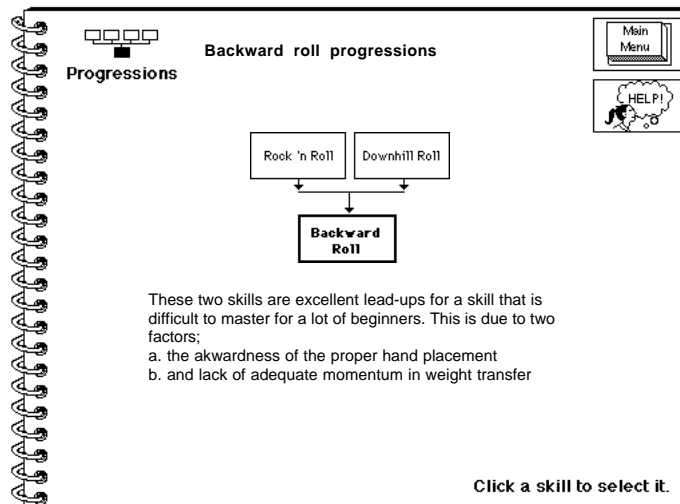 Backward roll progressions
Progressions
Main
Menu
HELP!
Rock 'n Roll
Downhill Roll
Backward
Roll
These two skills are excellent lead-ups for a skill that is
difficult to master for a lot of beginners. This is due to two
factors;
a. the akwardness of the proper hand placement
b. and lack of adequate momentum in weight transfer
Click a skill to select it.